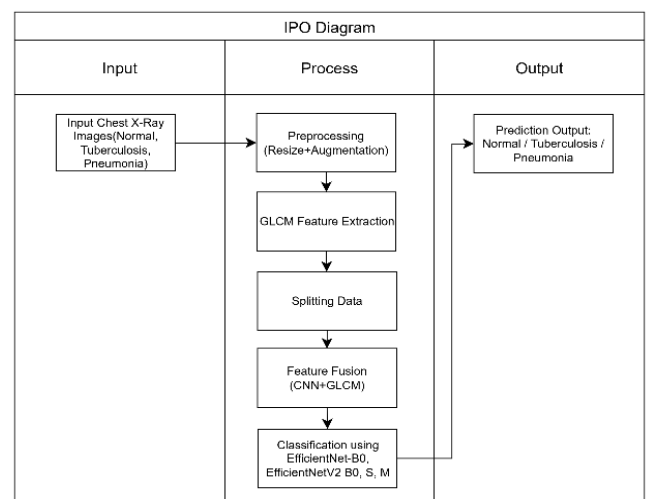 IPO Diagram
Input
Process
Output
Input Chest X-Ray
Images(Normal,
Tuberculosis,
Pneumonia)
Preprocessing
(Resize+Augmentation)
GLCM Feature Extraction
Splitting Data
Feature Fusion
(CNN+GLCM)
Classification using
EfficientNet-B0,
EfficientNetV2 B0, S, M
Prediction Output:
Normal / Tuberculosis /
Pneumonia